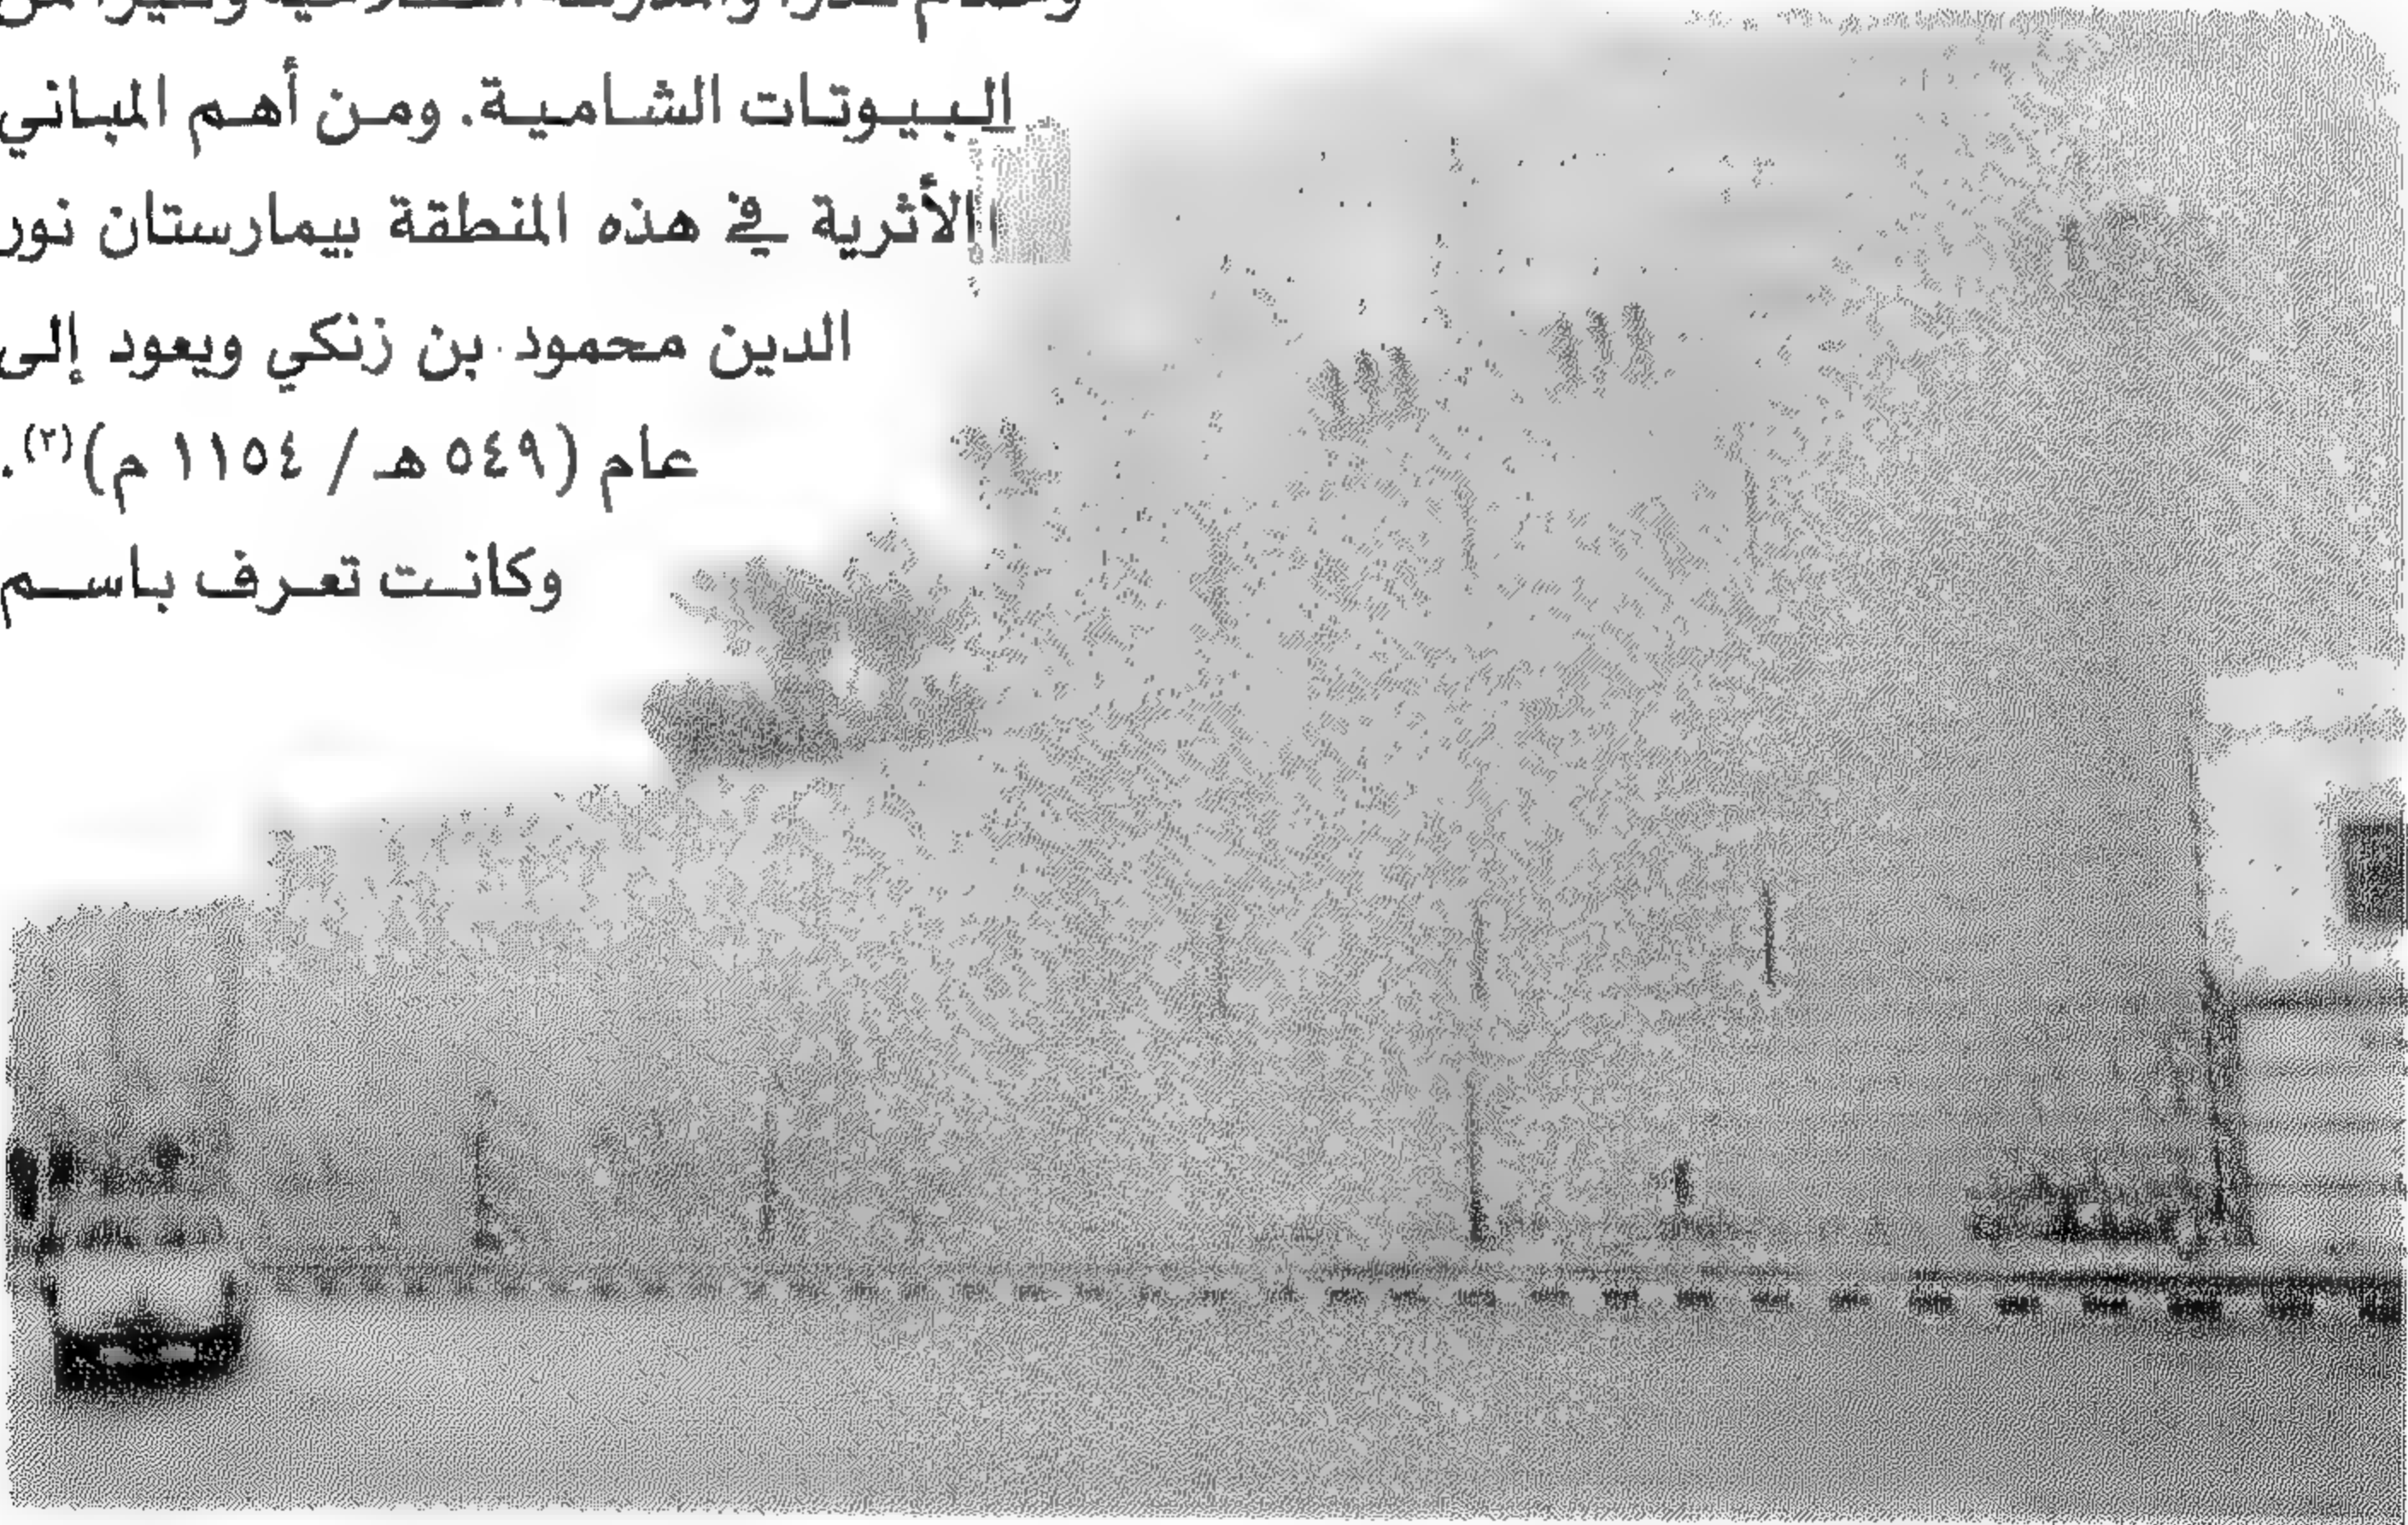 البيوتات الشامية. ومن أهم المباني
الأثرية في هذه المنطقة بيمارستان نور
الدين محمود بن زنكي ويعود إلى
عام (٥٤٩ هـ / ١١٥٤ م)(٢).
وكانت تعرف باسم